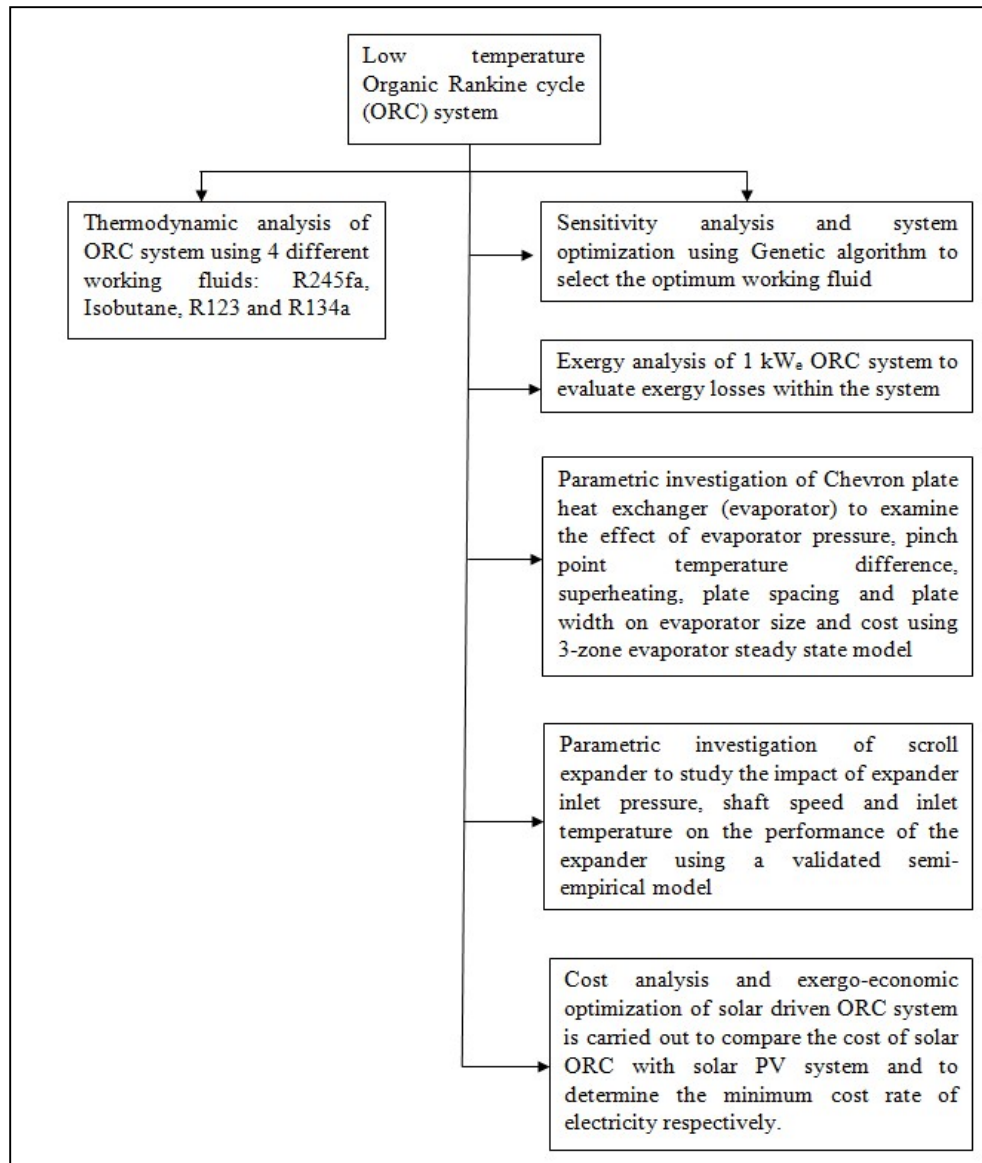 Low temperature
Organic Rankine cycle
(ORC) system
Thermodynamic analysis of
ORC system using 4 different
working fluids: R245fa,
Isobutane, R123 and R134a
Sensitivity analysis and system
optimization using Genetic algorithm to
select the optimum working fluid
Exergy analysis of 1 kWₑ ORC system to
evaluate exergy losses within the system
Parametric investigation of Chevron plate
heat exchanger (evaporator) to examine
the effect of evaporator pressure, pinch
point temperature difference,
superheating, plate spacing and plate
width on evaporator size and cost using
3-zone evaporator steady state model
Parametric investigation of scroll
expander to study the impact of expander
inlet pressure, shaft speed and inlet
temperature on the performance of the
expander using a validated semi-
empirical model
Cost analysis and exergo-economic
optimization of solar driven ORC system
is carried out to compare the cost of solar
ORC with solar PV system and to
determine the minimum cost rate of
electricity respectively.